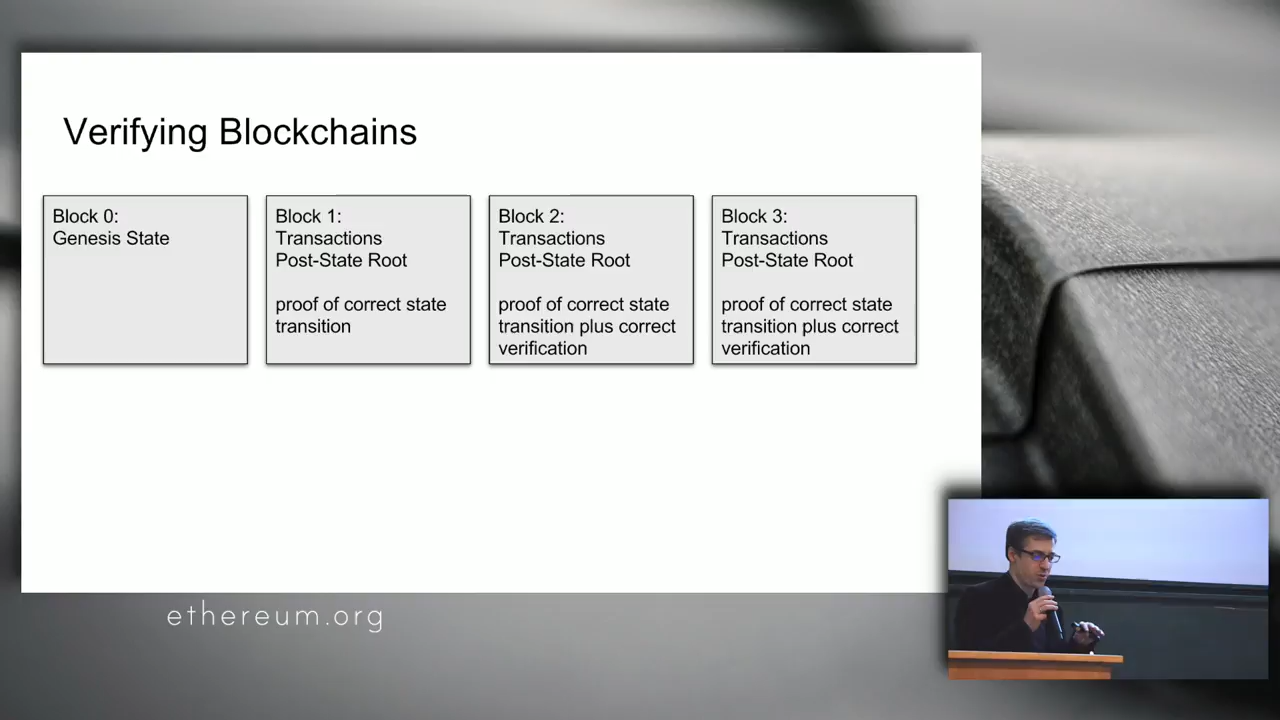 Verifying Blockchains
Block 0:
Genesis State
Block 1:
Transactions
Post-State Root
proof of correct state
transition
Block 2:
Transactions
Post-State Root
proof of correct state
transition plus correct
verification
Block 3:
Transactions
Post-State Root
proof of correct state
transition plus correct
verification
ethereum.org